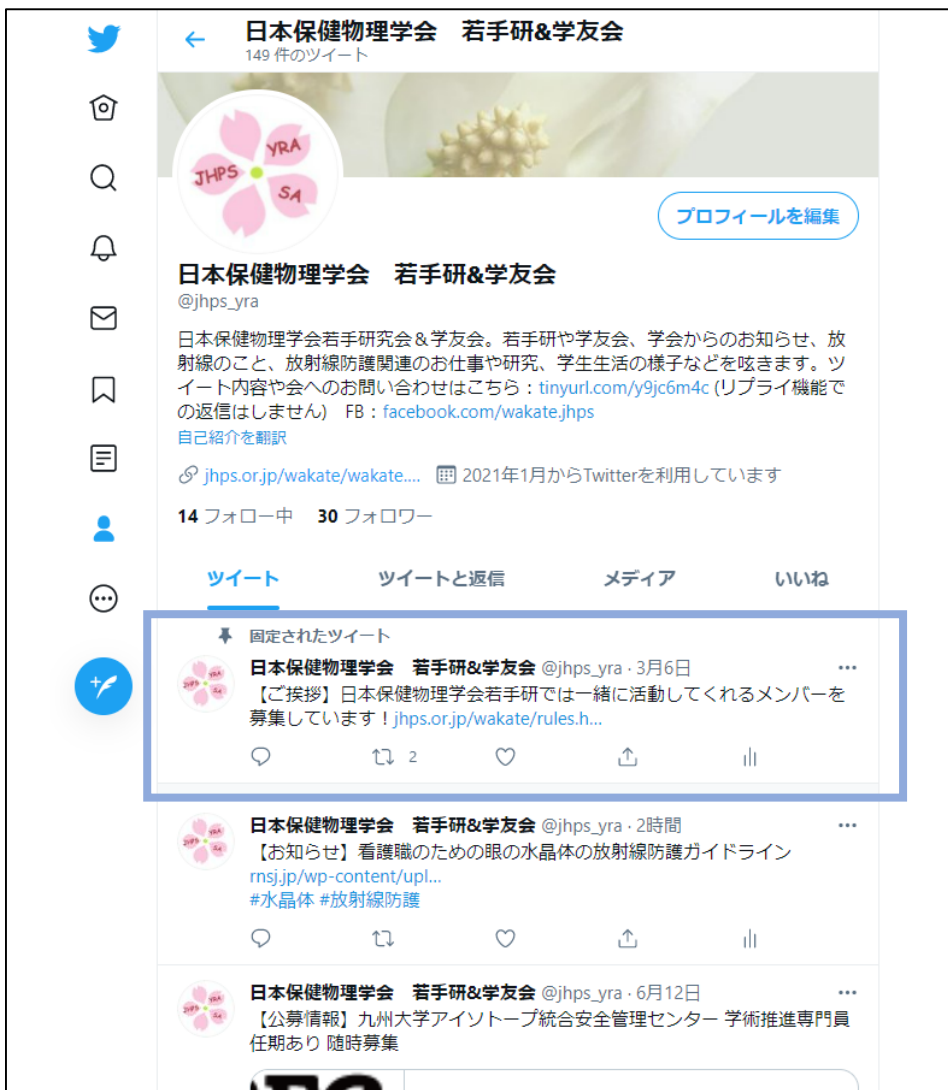 日本保健物理学会　若手研&学友会
149 件のツイート
JHPS
YRA
SA
プロフィールを編集
日本保健物理学会　若手研&学友会
@jhps_yra
日本保健物理学会若手研究会＆学友会。若手研や学友会、学会からのお知らせ、放
射線のこと、放射線防護関連のお仕事や研究、学生生活の様子などを呟きます。ツ
イート内容や会へのお問い合わせはこちら：tinyurl.com/y9jc6m4c (リプライ機能で
の返信はしません)　FB：facebook.com/wakate.jhps
自己紹介を翻訳
jhps.or.jp/wakate/wakate.... 2021年1月からTwitterを利用しています
14 フォロー中　30 フォロワー
ツイート　ツイートと返信　メディア　いいね
固定されたツイート
日本保健物理学会　若手研&学友会 @jhps_yra · 3月6日
【ご挨拶】日本保健物理学会若手研では一緒に活動してくれるメンバーを
募集しています！jhps.or.jp/wakate/rules.h...
2
日本保健物理学会　若手研&学友会 @jhps_yra · 2時間
【お知らせ】看護職のための眼の水晶体の放射線防護ガイドライン
rnsj.jp/wp-content/upl...
#水晶体 #放射線防護
日本保健物理学会　若手研&学友会 @jhps_yra · 6月12日
【公募情報】九州大学アイソトープ統合安全管理センター 学術推進専門員
任期あり 随時募集